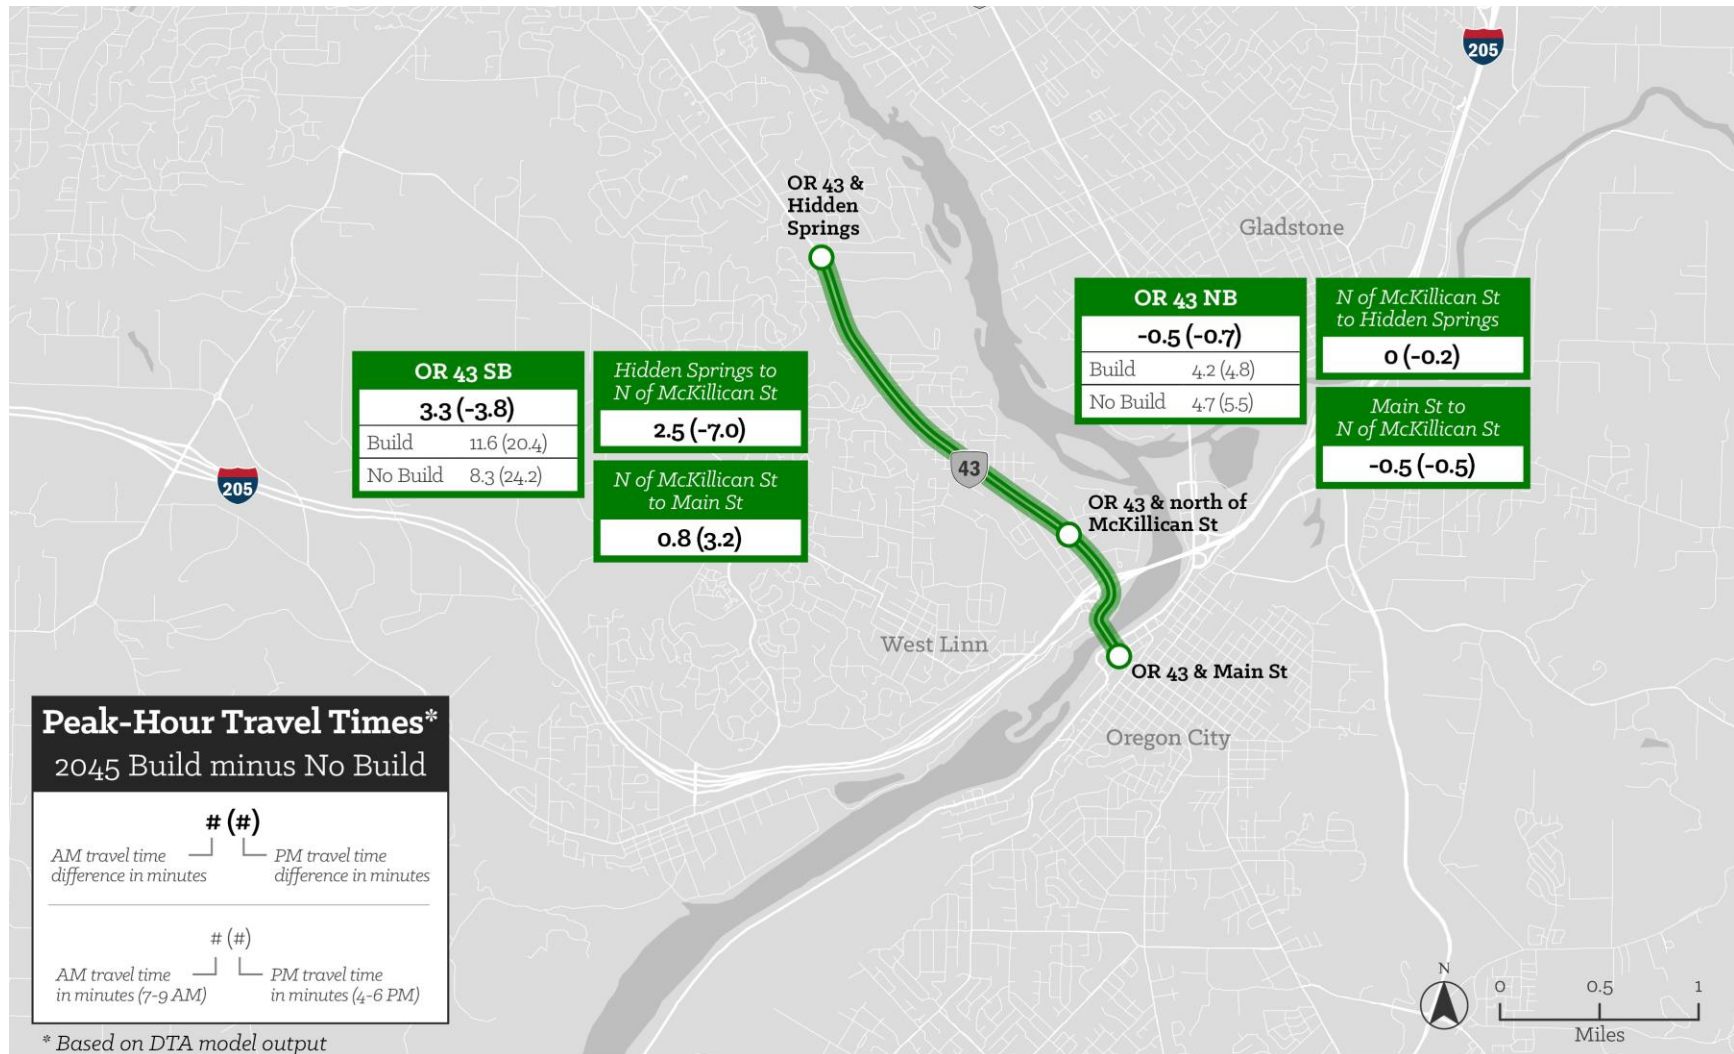 205
OR 43 &
Hidden
Springs
Gladstone
OR 43 NB
-0.5 (-0.7)
Build 4.2 (4.8)
No Build 4.7 (5.5)
N of McKillican St
to Hidden Springs
0 (-0.2)
Main St to
N of McKillican St
-0.5 (-0.5)
OR 43 SB
3.3 (-3.8)
Build 11.6 (20.4)
No Build 8.3 (24.2)
Hidden Springs to
N of McKillican St
2.5 (-7.0)
N of McKillican St
to Main St
0.8 (3.2)
205
43
OR 43 & north of
McKillican St
West Linn
OR 43 & Main St
Oregon City
Peak-Hour Travel Times*
2045 Build minus No Build
# (#)
AM travel time
difference in minutes
PM travel time
difference in minutes
# (#)
AM travel time
in minutes (7-9 AM)
PM travel time
in minutes (4-6 PM)
* Based on DTA model output
N
0 0.5 1
Miles